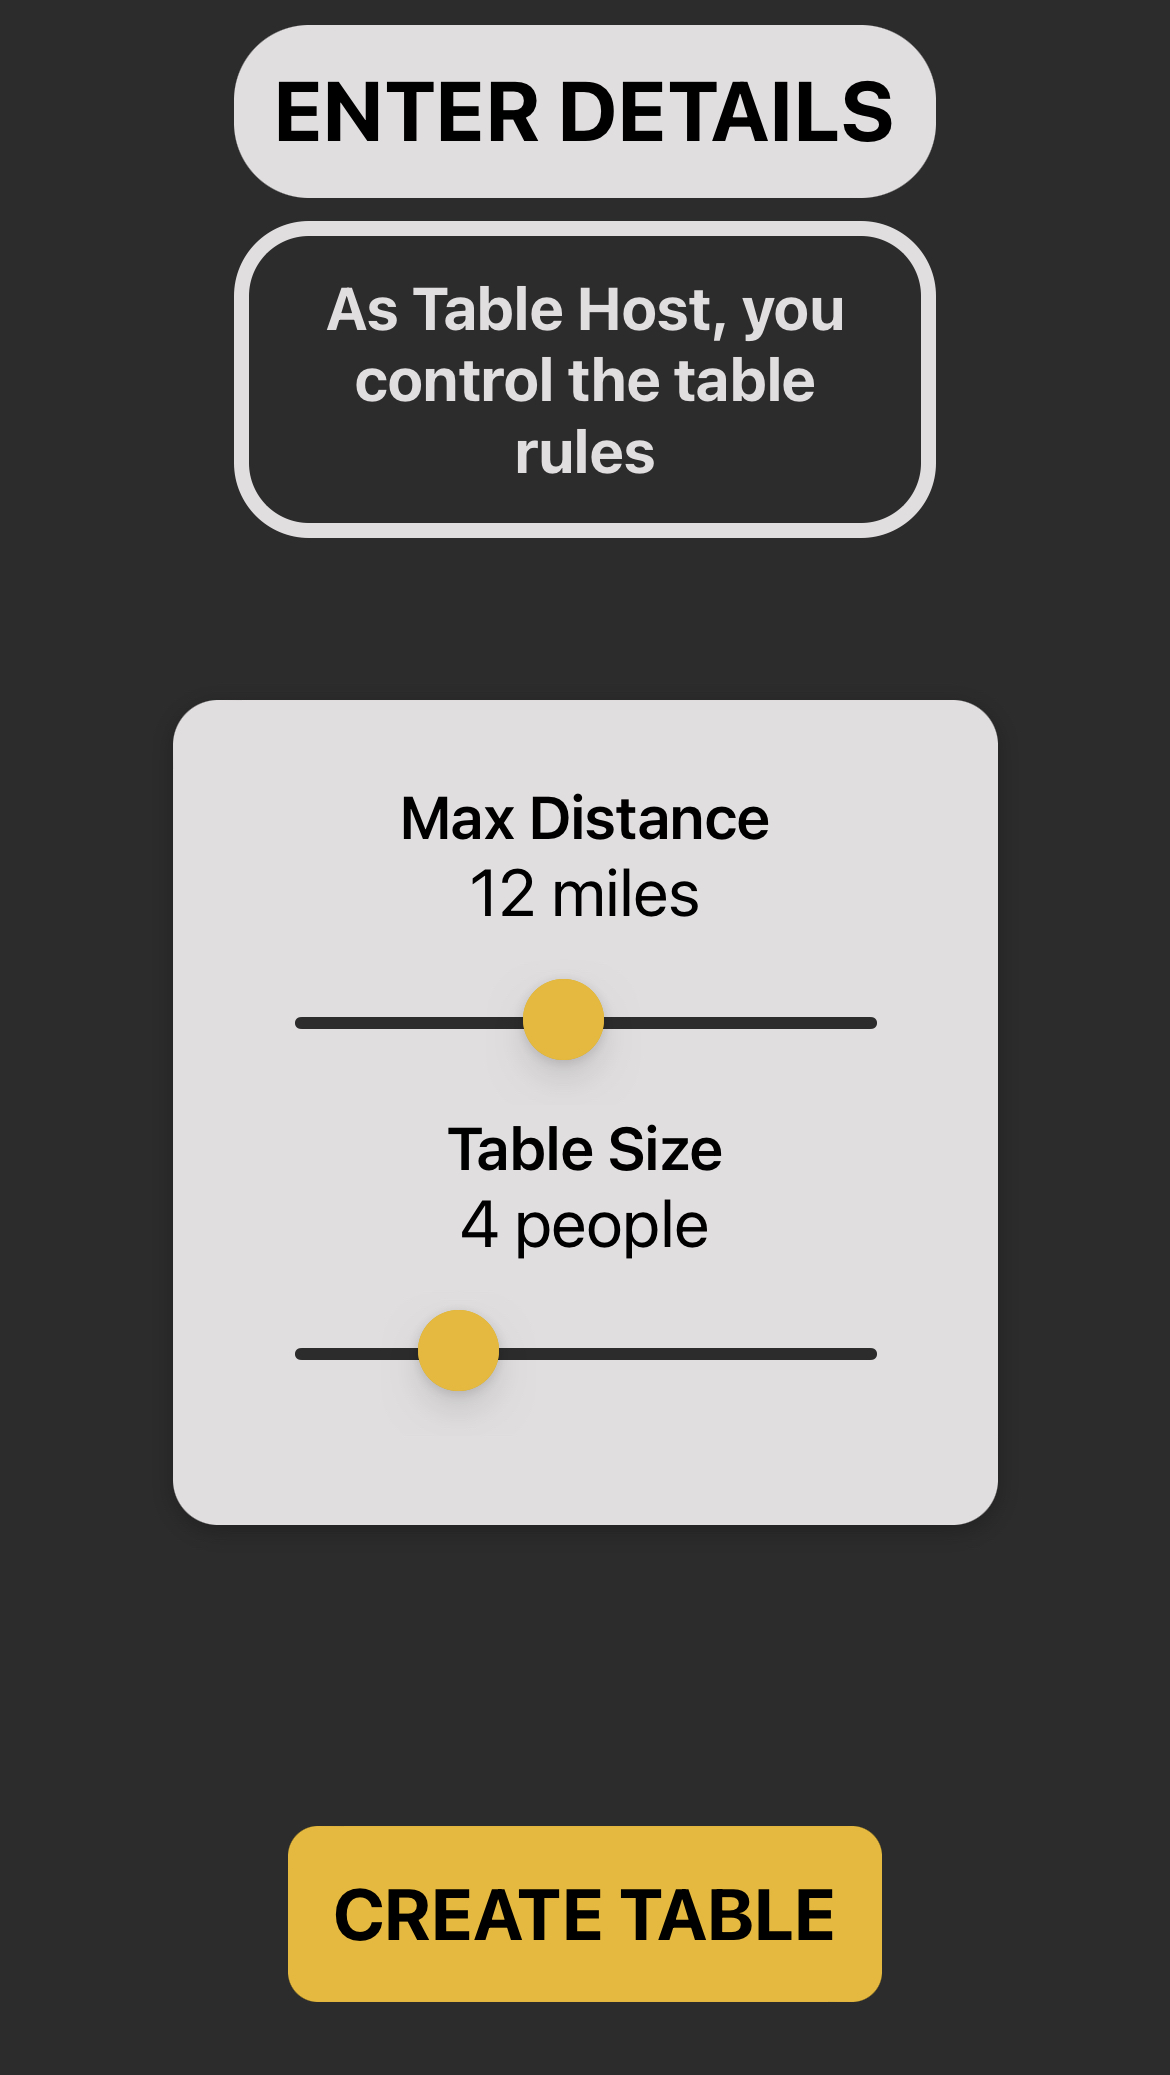 ENTER DETAILS
As Table Host, you
control the table
rules
Max Distance
12 miles
Table Size
4 people
CREATE TABLE